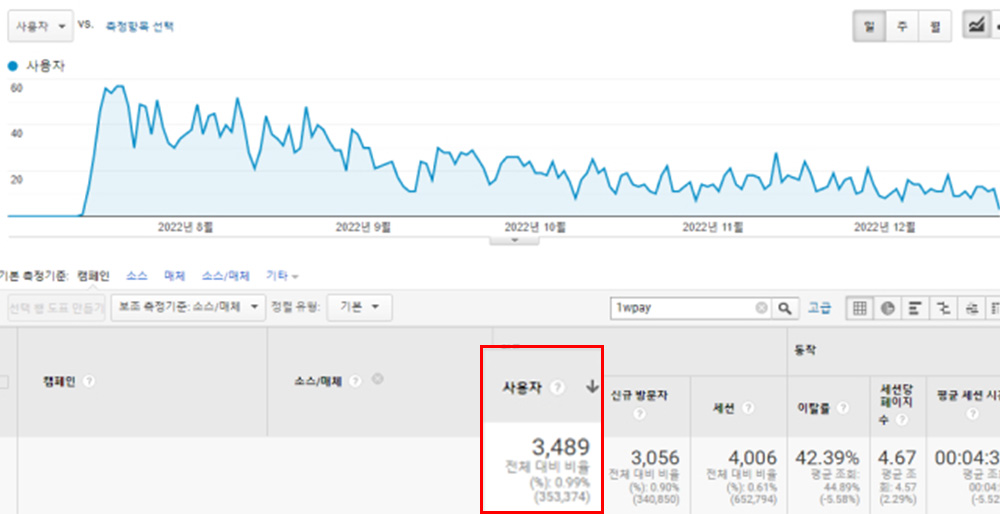 사용자 vs. 측정항목 선택
일 주 월
사용자
60
40
20
2022년 8월 2022년 9월 2022년 10월 2022년 11월 2022년 12월
기본 측정기준: 캠페인 소스 매체 소스/매체 기타
선택 행 도표 만들기 보조 측정기준: 소스/매체 정렬 유형: 기본 1wpay 고급
동작
캠페인 ? 소스/매체 ? 사용자 ? 신규 방문자 ? 세션 ? 이탈률 ? 세션당 페이지 수 ? 평균 세션 시간 ?
3,489 3,056 4,006 42.39% 4.67 00:04:3
전체 대비 비율 (%): 0.99% (353,374)
전체 대비 비율 (%): 0.90% (340,850)
전체 대비 비율 (%): 0.61% (652,794)
평균 조회: 44.89% (-5.58%)
평균 조회: 4.57 (2.29%)
평균 조 00:04: (-5.52